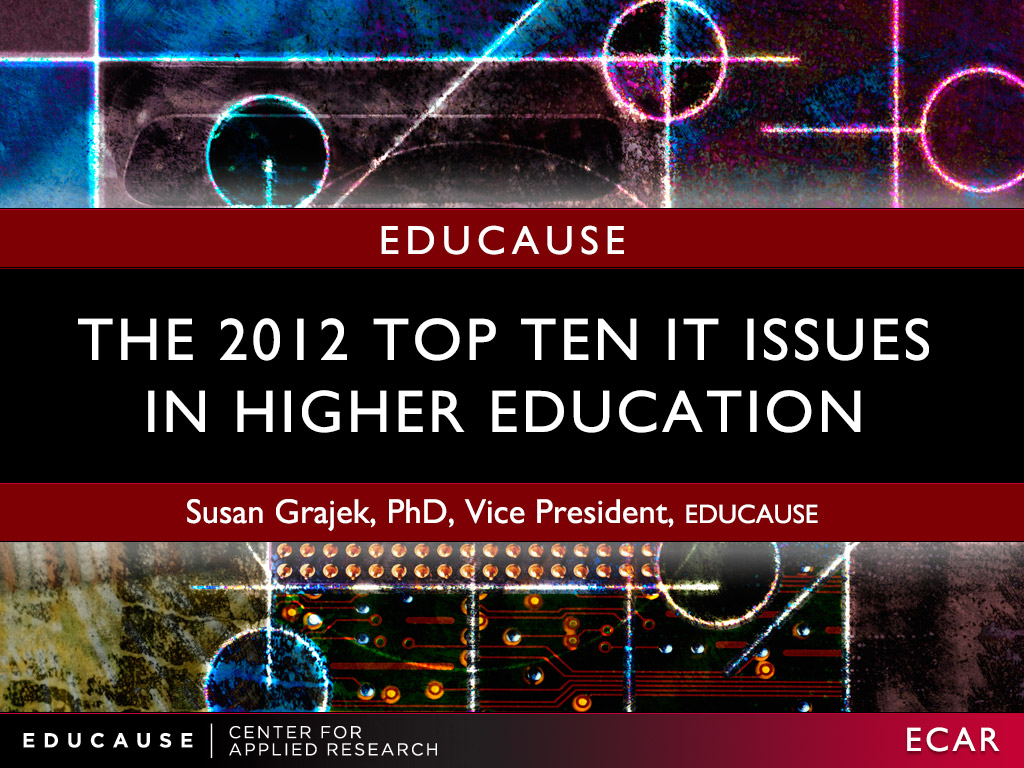 EDUCAUSE
THE 2012 TOP TEN IT ISSUES
IN HIGHER EDUCATION
Susan Grajek, PhD, Vice President, EDUCAUSE
EDUCAUSE | CENTER FOR
APPLIED RESEARCH
ECAR